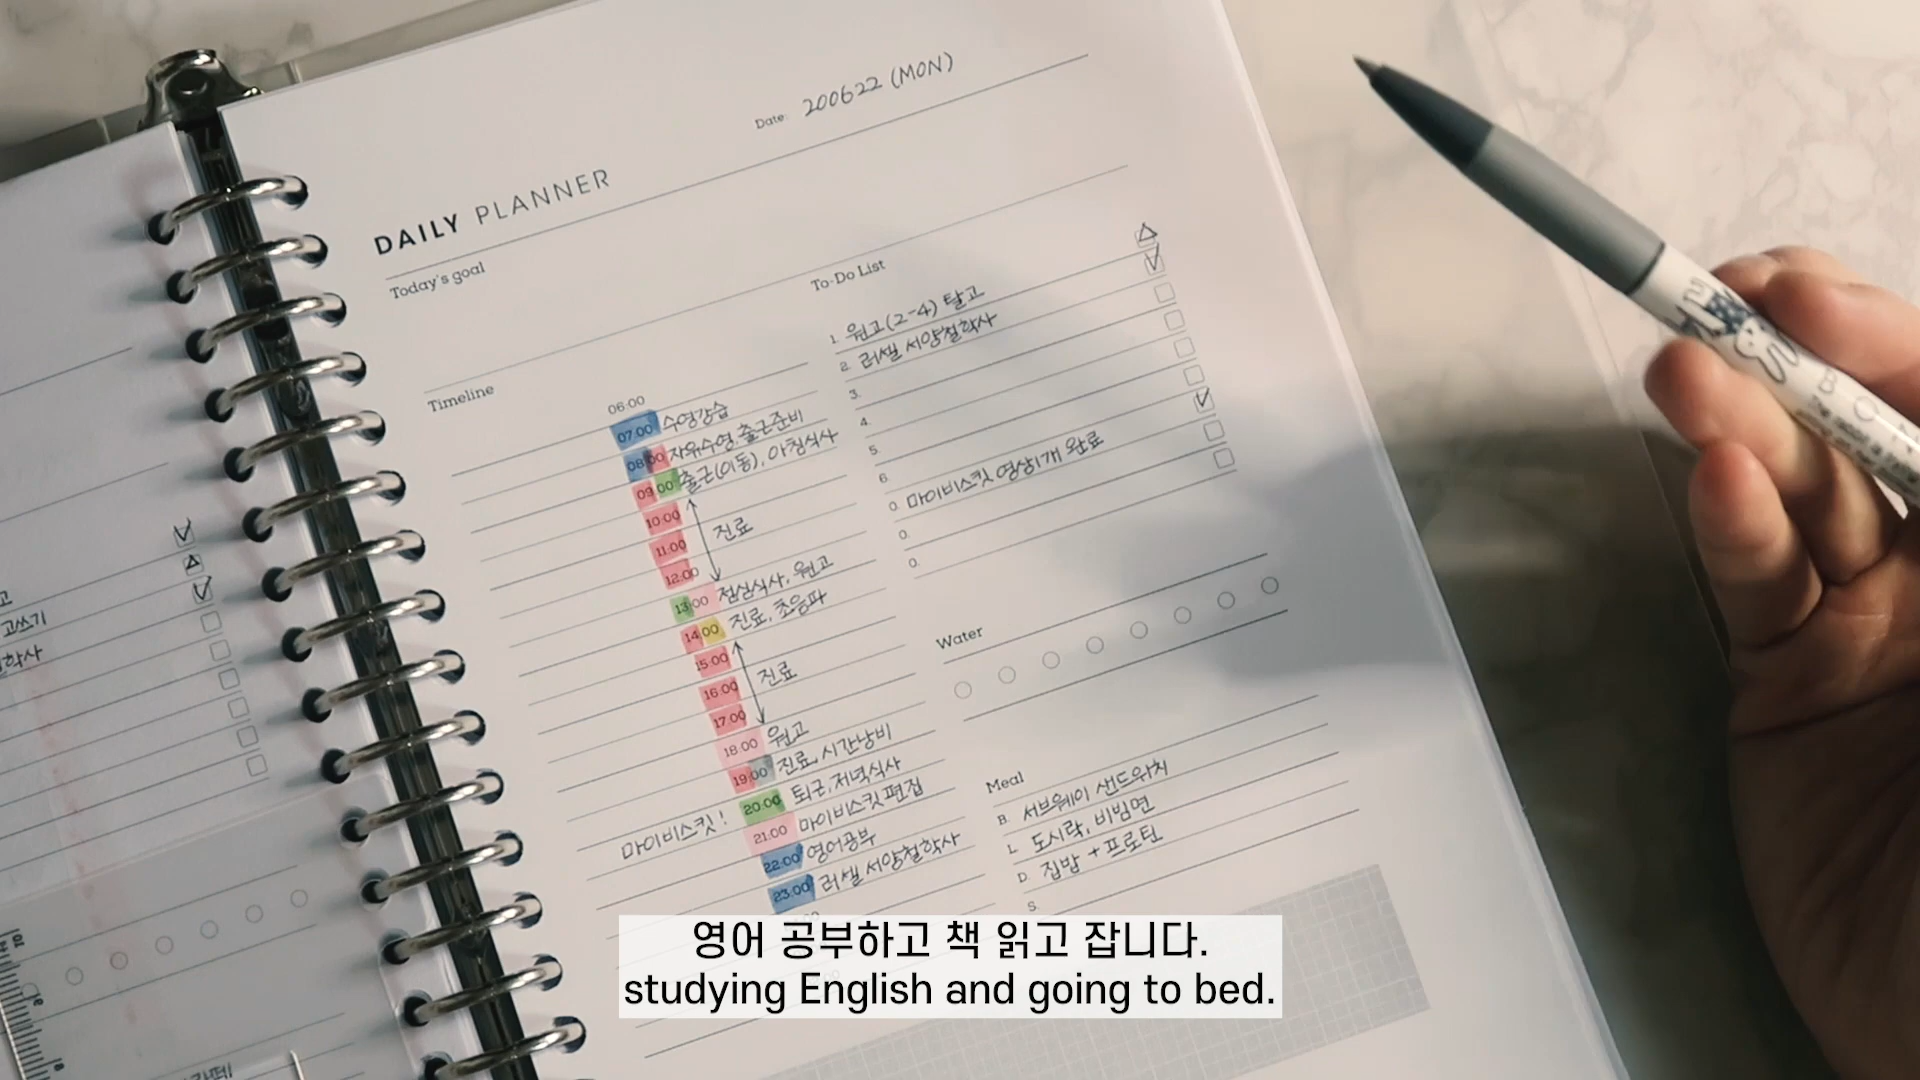 DAILY PLANNER
Date: 200622 (MON)
Today's goal
To-Do List
1. 원고(2-4) 탈고
2. 러셀 서양철학사
3.
4.
5.
6.
0. 마이비스킷 영상1개 완료
0.
0.
Timeline
06:00
07:00 수영강습
08:00 자유수영, 출근준비
09:00 출근(이동), 아침식사
10:00
11:00 진료
12:00
13:00 점심식사, 원고
14:00 진료, 초음파
15:00
16:00 진료
17:00
18:00 원고
19:00 진료, 시간낭비
20:00 퇴근, 저녁식사
마이비스킷! 21:00 마이비스킷 편집
22:00 영어공부
23:00 러셀 서양철학사
Water
Meal
B. 서브웨이 샌드위치
L. 도시락, 비빔면
D. 집밥 + 프로틴
S.
고쓰기
학사
영어 공부하고 책 읽고 잡니다.
studying English and going to bed.